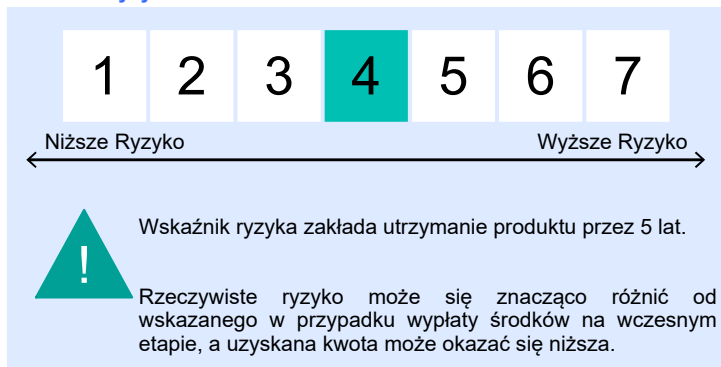 1 2 3 4 5 6 7
Niższe Ryzyko Wyższe Ryzyko
!
Wskaźnik ryzyka zakłada utrzymanie produktu przez 5 lat.
Rzeczywiste ryzyko może się znacząco różnić od
wskazanego w przypadku wypłaty środków na wczesnym
etapie, a uzyskana kwota może okazać się niższa.